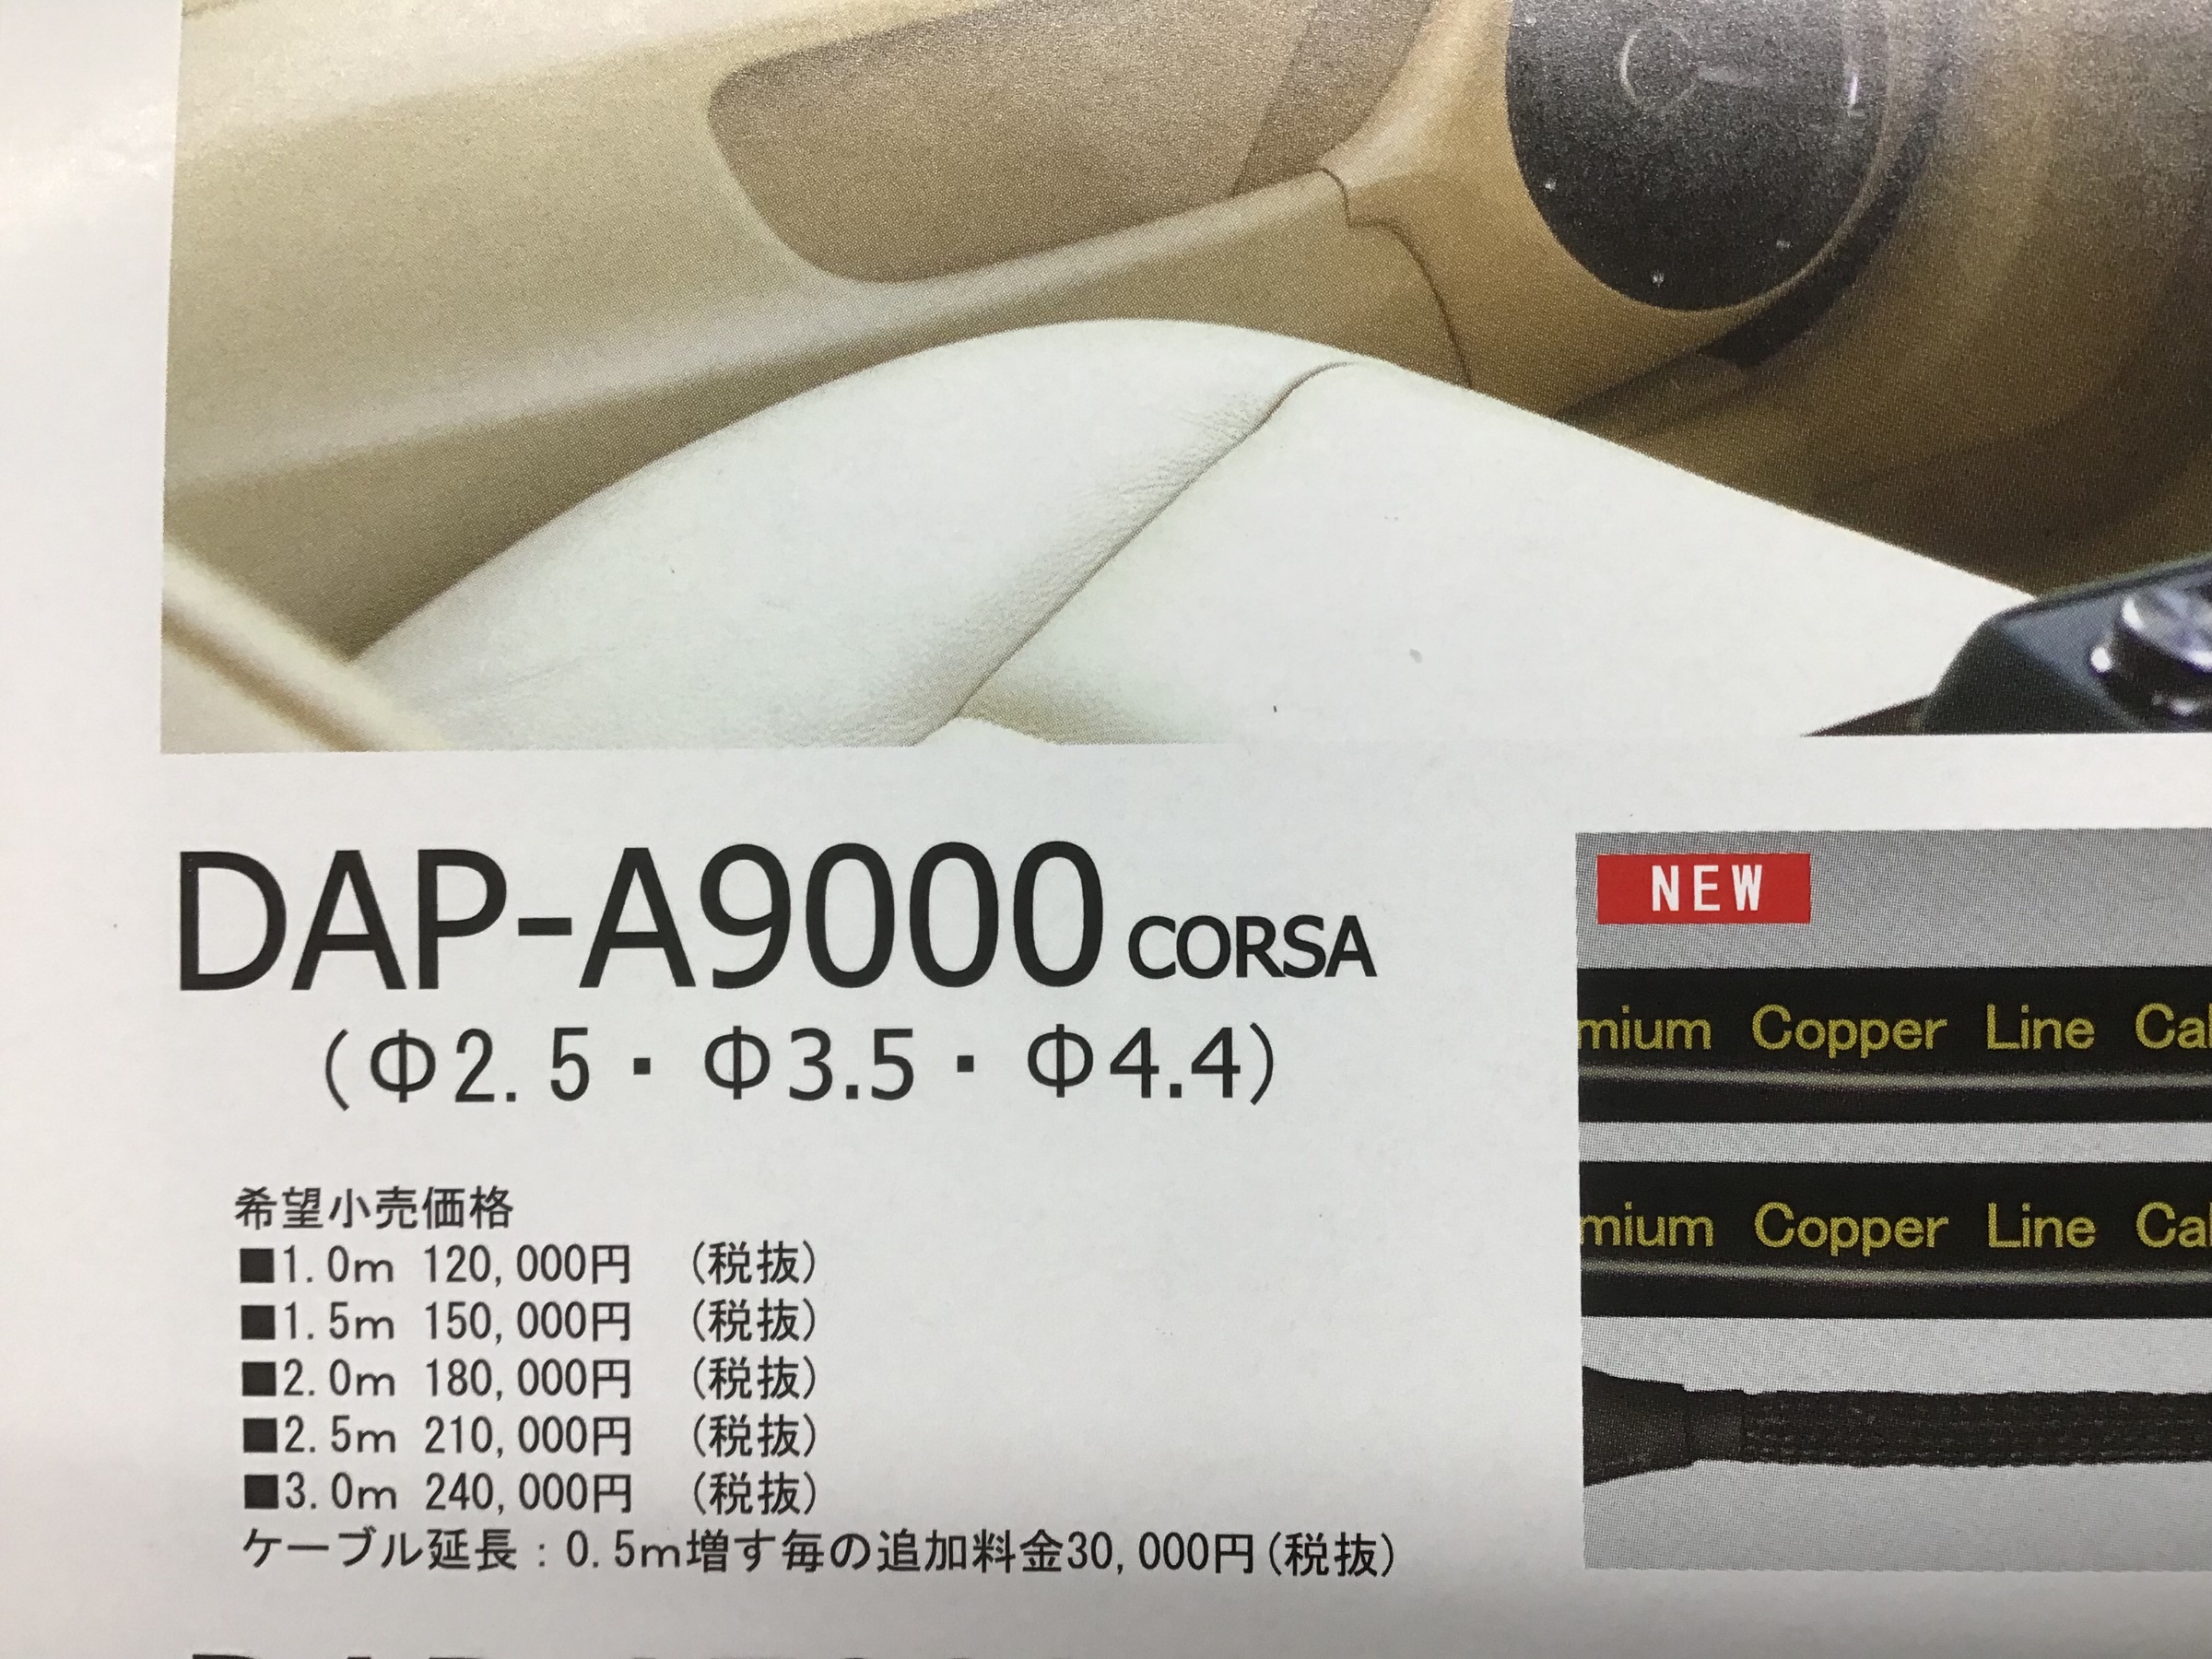 DAP-A9000 CORSA
(Φ2.5・Φ3.5・Φ4.4)
希望小売価格
■1.0m 120,000円 (税抜)
■1.5m 150,000円 (税抜)
■2.0m 180,000円 (税抜)
■2.5m 210,000円 (税抜)
■3.0m 240,000円 (税抜)
ケーブル延長：0.5m増す毎の追加料金30,000円(税抜)
NEW
mium Copper Line Cal
mium Copper Line Cal